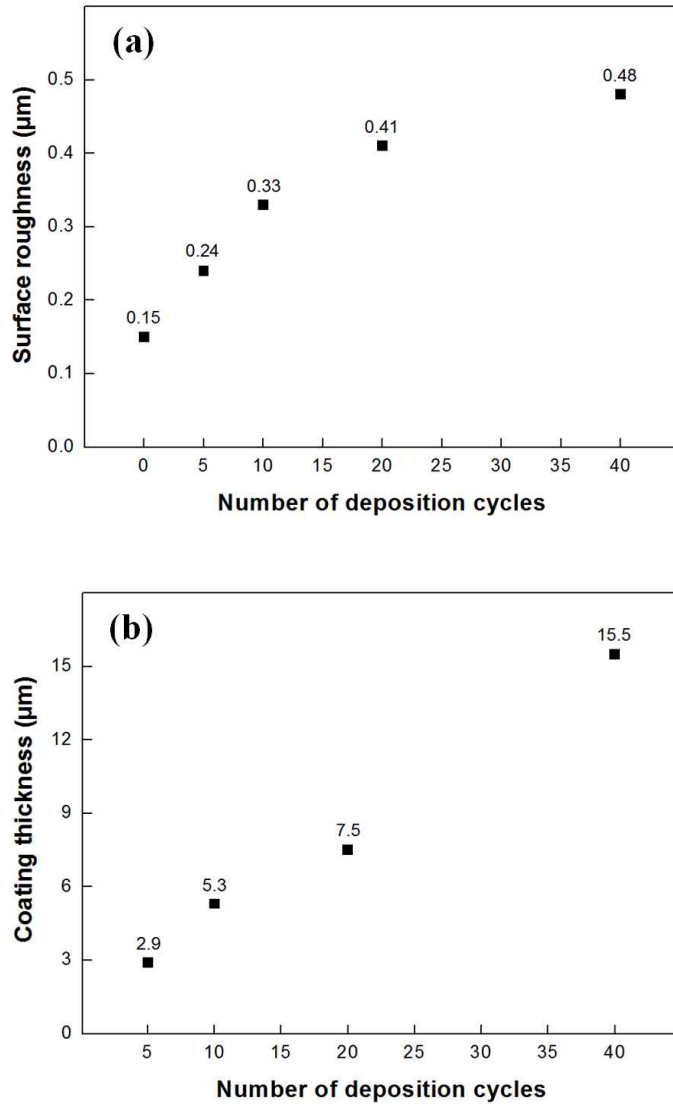 (a)
Surface roughness (µm)
0.5
0.4
0.3
0.2
0.1
0.0
0.15
0.24
0.33
0.41
0.48
0 5 10 15 20 25 30 35 40
Number of deposition cycles
(b)
Coating thickness (µm)
15
12
9
6
3
0
2.9
5.3
7.5
15.5
5 10 15 20 25 30 35 40
Number of deposition cycles